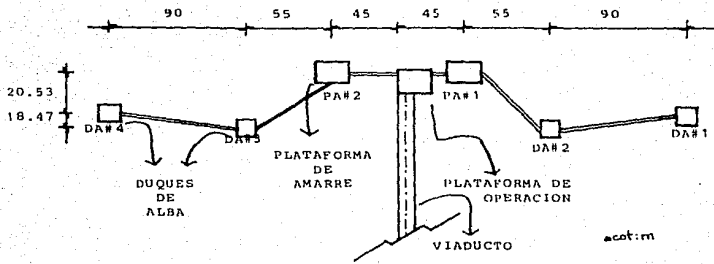 90 55 45 45 55 90
20.53
18.47
PA#2 PA#1
DA#4 DA#3 DA#2 DA#1
DUQUES DE ALBA
PLATAFORMA DE AMARRE
PLATAFORMA DE OPERACION
VIADUCTO
acot:m